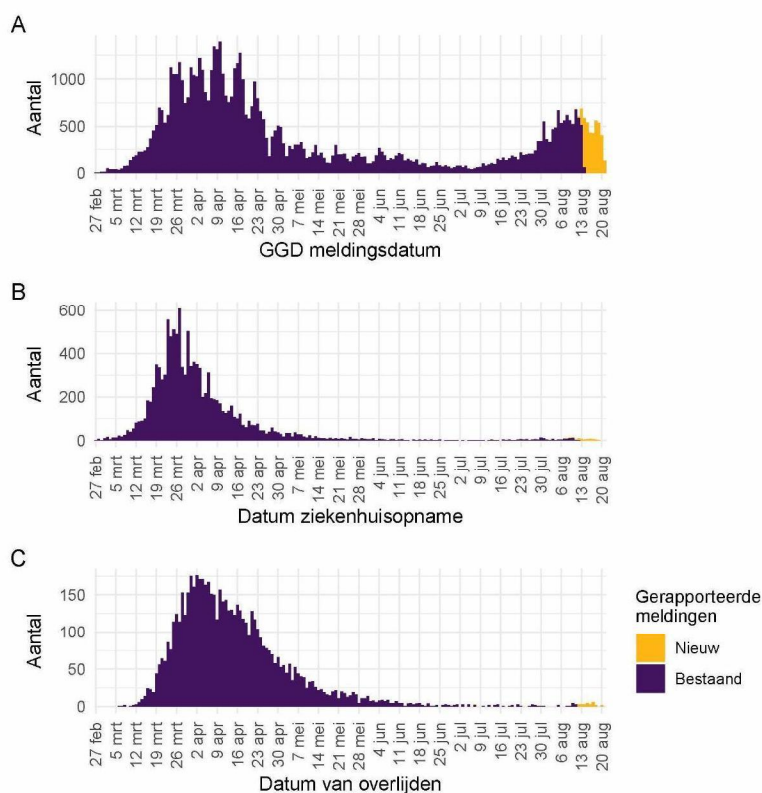 A
Aantal
1000
500
0
27 feb
5 mrt
12 mrt
19 mrt
26 mrt
2 apr
9 apr
16 apr
23 apr
30 apr
7 mei
14 mei
21 mei
28 mei
4 jun
11 jun
18 jun
25 jun
2 jul
9 jul
16 jul
23 jul
30 jul
6 aug
13 aug
20 aug
GGD meldingsdatum
B
Aantal
600
400
200
0
27 feb
5 mrt
12 mrt
19 mrt
26 mrt
2 apr
9 apr
16 apr
23 apr
30 apr
7 mei
14 mei
21 mei
28 mei
4 jun
11 jun
18 jun
25 jun
2 jul
9 jul
16 jul
23 jul
30 jul
6 aug
13 aug
20 aug
Datum ziekenhuisopname
C
Aantal
150
100
50
0
27 feb
5 mrt
12 mrt
19 mrt
26 mrt
2 apr
9 apr
16 apr
23 apr
30 apr
7 mei
14 mei
21 mei
28 mei
4 jun
11 jun
18 jun
25 jun
2 jul
9 jul
16 jul
23 jul
30 jul
6 aug
13 aug
20 aug
Datum van overlijden
Gerapporteerde
meldingen
Nieuw
Bestaand